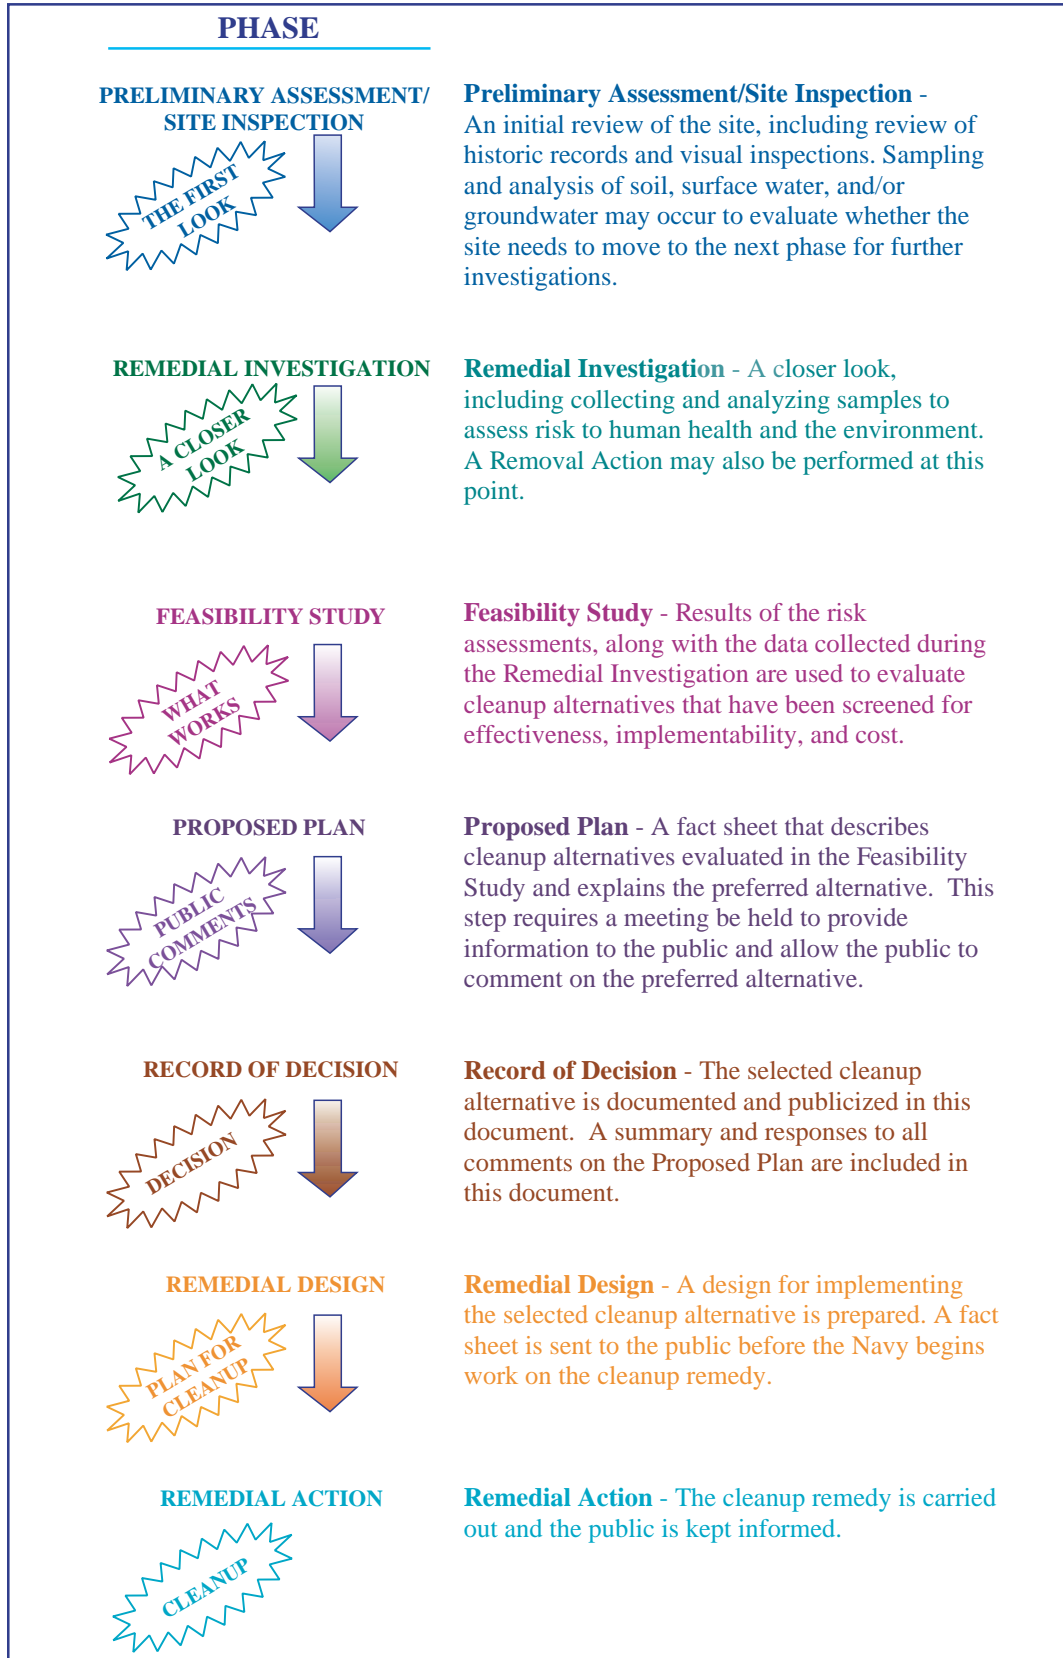 PHASE
PRELIMINARY ASSESSMENT/
SITE INSPECTION
THE FIRST
LOOK
Preliminary Assessment/Site Inspection -
An initial review of the site, including review of
historic records and visual inspections. Sampling
and analysis of soil, surface water, and/or
groundwater may occur to evaluate whether the
site needs to move to the next phase for further
investigations.
REMEDIAL INVESTIGATION
A CLOSER
LOOK
Remedial Investigation - A closer look,
including collecting and analyzing samples to
assess risk to human health and the environment.
A Removal Action may also be performed at this
point.
FEASIBILITY STUDY
WHAT
WORKS
Feasibility Study - Results of the risk
assessments, along with the data collected during
the Remedial Investigation are used to evaluate
cleanup alternatives that have been screened for
effectiveness, implementability, and cost.
PROPOSED PLAN
PUBLIC
COMMENTS
Proposed Plan - A fact sheet that describes
cleanup alternatives evaluated in the Feasibility
Study and explains the preferred alternative.  This
step requires a meeting be held to provide
information to the public and allow the public to
comment on the preferred alternative.
RECORD OF DECISION
DECISION
Record of Decision - The selected cleanup
alternative is documented and publicized in this
document.  A summary and responses to all
comments on the Proposed Plan are included in
this document.
REMEDIAL DESIGN
PLAN FOR
CLEANUP
Remedial Design - A design for implementing
the selected cleanup alternative is prepared. A fact
sheet is sent to the public before the Navy begins
work on the cleanup remedy.
REMEDIAL ACTION
CLEANUP
Remedial Action - The cleanup remedy is carried
out and the public is kept informed.